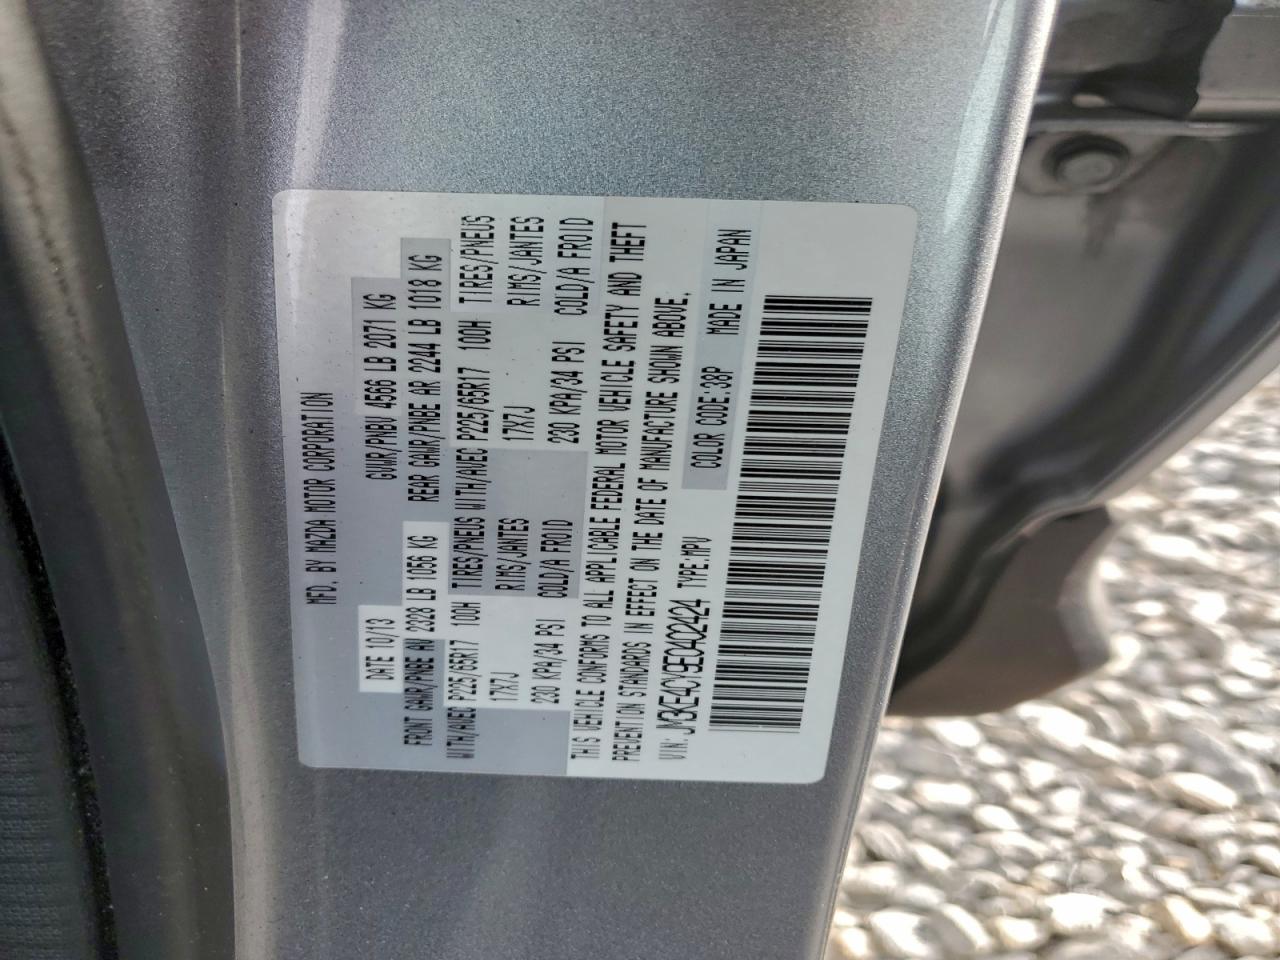 MFD. BY MAZDA MOTOR CORPORATION
DATE 10/13 GVWR/PNBV 4566 LB 2071 KG
FRONT GAWR/PNBE AV 2328 LB 1056 KG REAR GAWR/PNBE AR 2244 LB 1018 KG
WITH/AVEC P225/65R17 100H TIRES/PNEUS WITH/AVEC P225/65R17 100H TIRES/PNEUS
17X7J RIMS/JANTES 17X7J RIMS/JANTES
230 KPA/34 PSI COLD/A FROID 230 KPA/34 PSI COLD/A FROID
THIS VEHICLE CONFORMS TO ALL APPLICABLE FEDERAL MOTOR VEHICLE SAFETY AND THEFT
PREVENTION STANDARDS IN EFFECT ON THE DATE OF MANUFACTURE SHOWN ABOVE.
VIN: JM3KE4CY9E0402424 TYPE:MPV COLOR CODE:38P MADE IN JAPAN